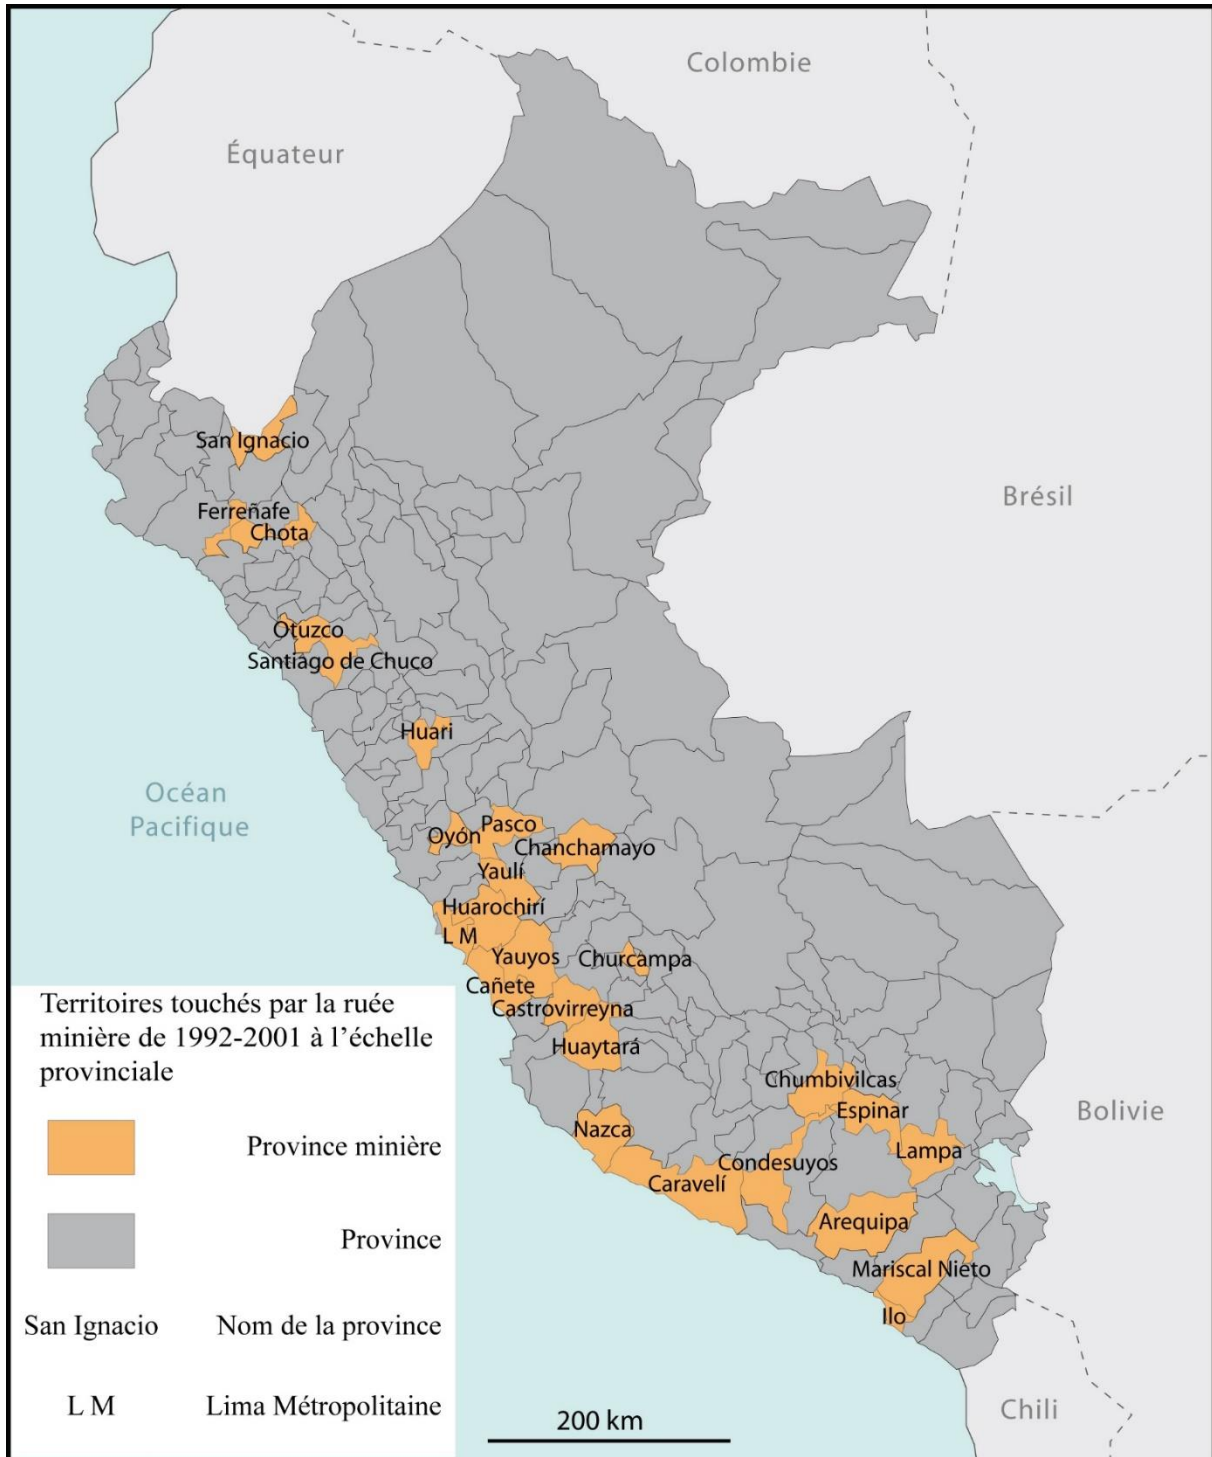 Colombie
Équateur
San Ignacio
Brésil
Ferreñafe
Chota
Otuzco
Santiago de Chuco
Huari
Océan
Pacifique
Pasco
Oyón
Chanchamayo
Yaulí
Huarochirí
L M
Yauyos
Churcampa
Cañete
Castrovirreyna
Huaytará
Chumbivilcas
Espinar
Bolivie
Nazca
Lampa
Condesuyos
Caravelí
Arequipa
Mariscal Nieto
Ilo
Chili
Territoires touchés par la ruée
minière de 1992-2001 à l’échelle
provinciale
Province minière
Province
San Ignacio Nom de la province
L M Lima Métropolitaine
200 km